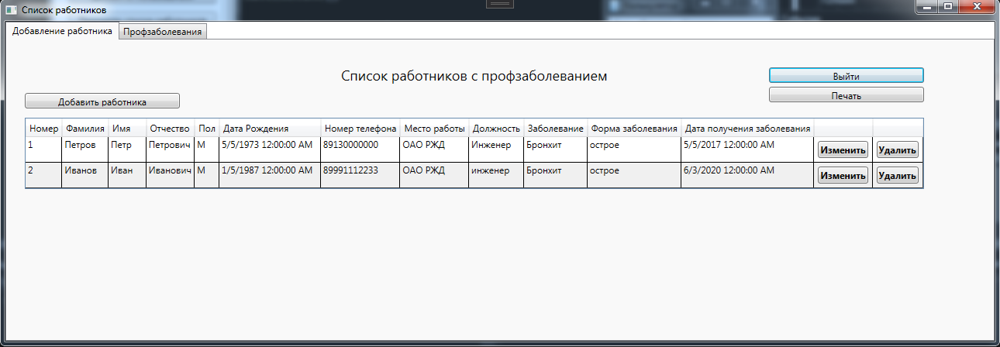 Список работников
Добавление работника Профзаболевания
Список работников с профзаболеванием
Выйти
Печать
Добавить работника
Номер Фамилия Имя Отчество Пол Дата Рождения Номер телефона Место работы Должность Заболевание Форма заболевания Дата получения заболевания
1 Петров Петр Петрович М 5/5/1973 12:00:00 AM 89130000000 ОАО РЖД Инженер Бронхит острое 5/5/2017 12:00:00 AM Изменить Удалить
2 Иванов Иван Иванович М 1/5/1987 12:00:00 AM 89991112233 ОАО РЖД инженер Бронхит острое 6/3/2020 12:00:00 AM Изменить Удалить